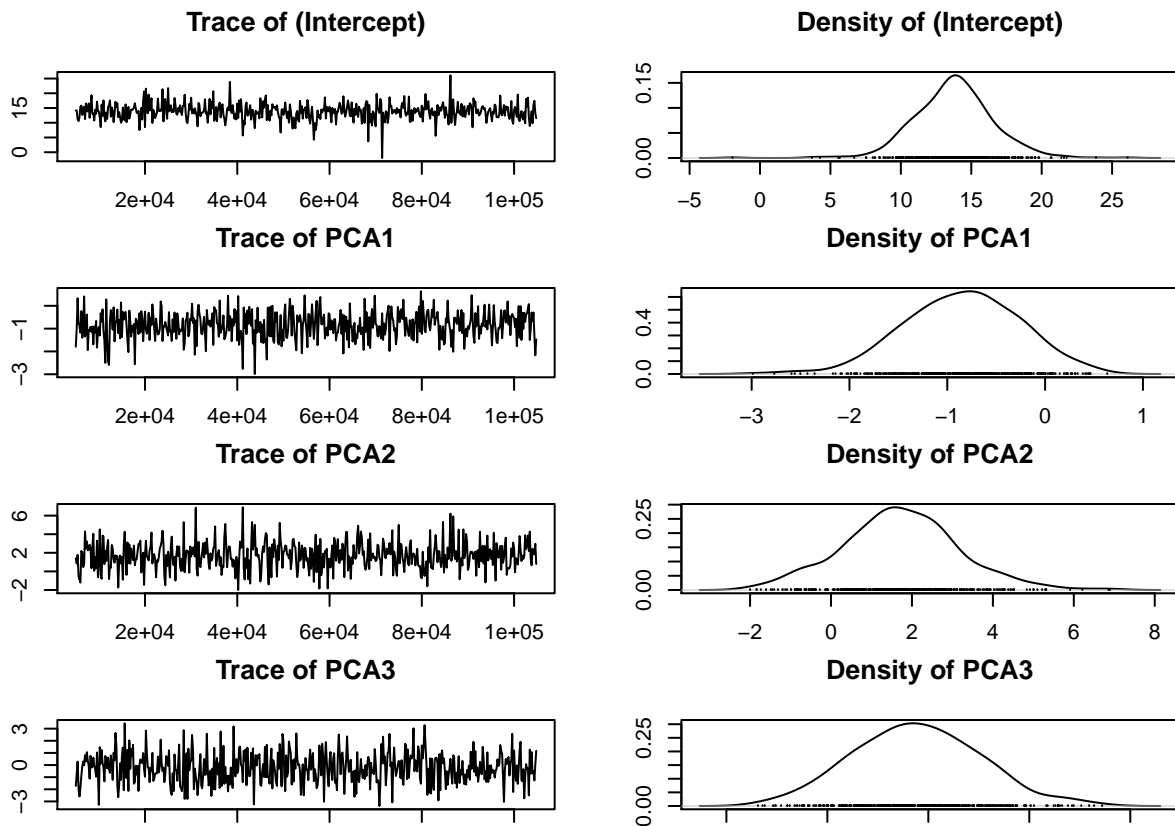 Trace of (Intercept)
0 15
2e+04 4e+04 6e+04 8e+04 1e+05
Density of (Intercept)
0.00 0.15
−5 0 5 10 15 20 25
Trace of PCA1
−3 −1
2e+04 4e+04 6e+04 8e+04 1e+05
Density of PCA1
0.0 0.4
−3 −2 −1 0 1
Trace of PCA2
−2 2 6
2e+04 4e+04 6e+04 8e+04 1e+05
Density of PCA2
0.00 0.25
−2 0 2 4 6 8
Trace of PCA3
−3 0 3
Density of PCA3
0.00 0.25